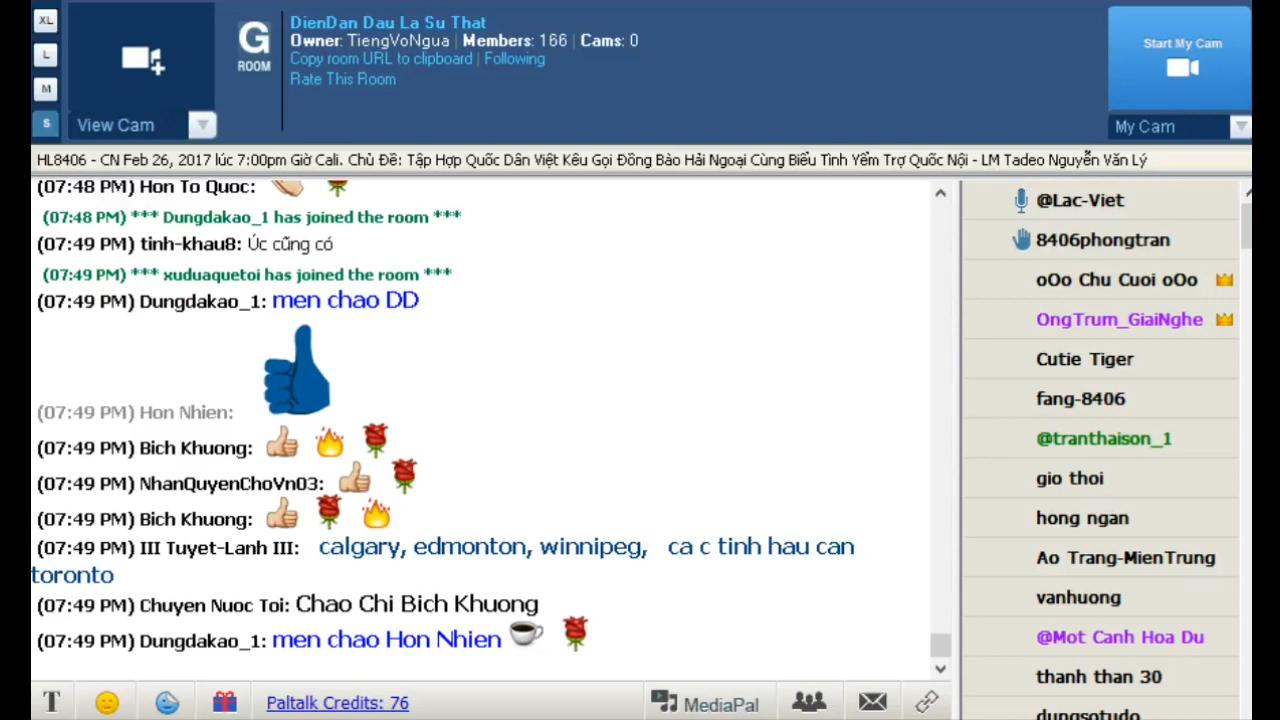 XL
L
M
S
View Cam
G
ROOM
DienDan Dau La Su That
Owner: TiengVoNgua | Members: 166 | Cams: 0
Copy room URL to clipboard | Following
Rate This Room
Start My Cam
My Cam
HL8406 - CN Feb 26, 2017 lúc 7:00pm Giờ Cali. Chủ Đề: Tập Hợp Quốc Dân Việt Kêu Gọi Đồng Bào Hải Ngoại Cùng Biểu Tình Yểm Trợ Quốc Nội - LM Tadeo Nguyễn Văn Lý
(07:48 PM) Hon To Quoc:
(07:48 PM) *** Dungdakao_1 has joined the room ***
(07:49 PM) tinh-khau8: Úc cũng có
(07:49 PM) *** xuduaquetoi has joined the room ***
(07:49 PM) Dungdakao_1: men chao DD
(07:49 PM) Hon Nhien:
(07:49 PM) Bich Khuong:
(07:49 PM) NhanQuyenChoVn03:
(07:49 PM) Bich Khuong:
(07:49 PM) III Tuyet-Lanh III: calgary, edmonton, winnipeg, ca c tinh hau can
toronto
(07:49 PM) Chuyen Nuoc Toi: Chao Chi Bich Khuong
(07:49 PM) Dungdakao_1: men chao Hon Nhien
@Lac-Viet
8406phongtran
oOo Chu Cuoi oOo
OngTrum_GiaiNghe
Cutie Tiger
fang-8406
@tranthaison_1
gio thoi
hong ngan
Ao Trang-MienTrung
vanhuong
@Mot Canh Hoa Du
thanh than 30
dungsotudo
T
Paltalk Credits: 76
MediaPal